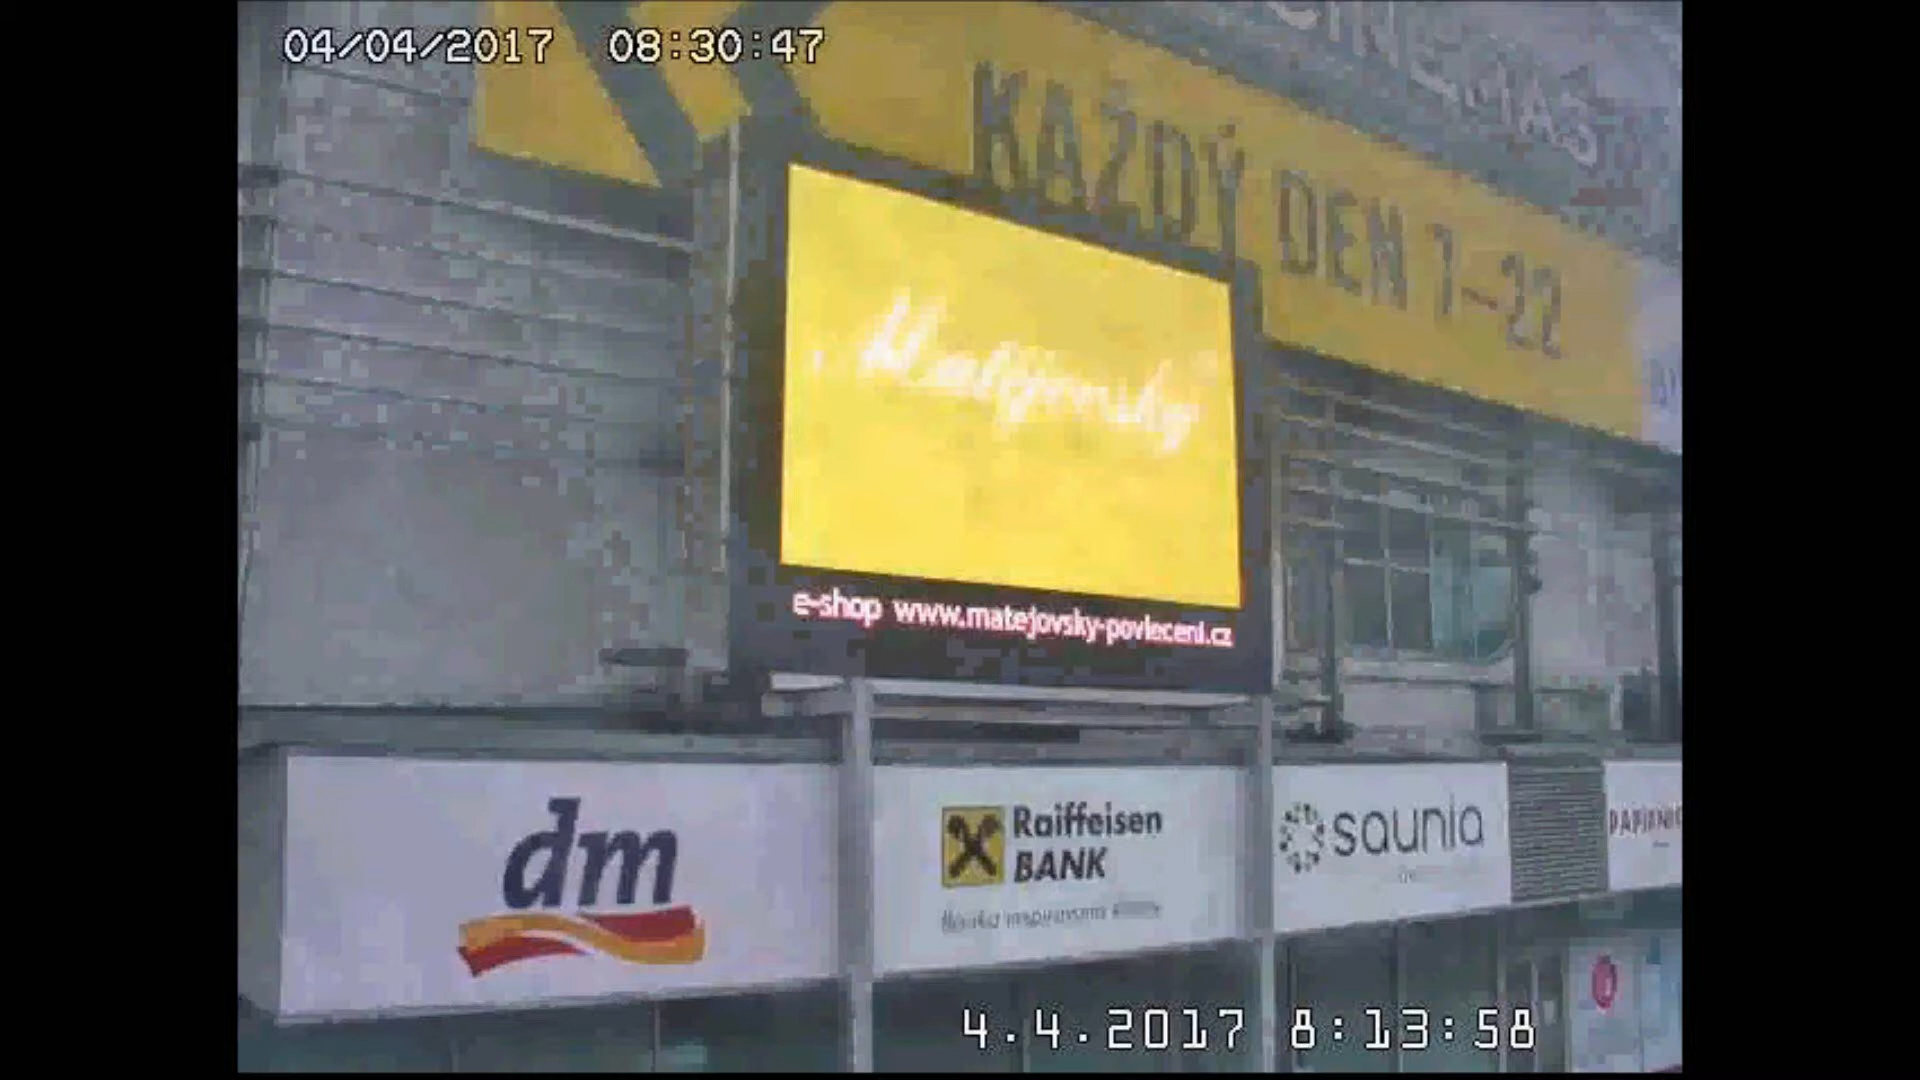 04/04/2017 08:30:47
KAŽDÝ DEN 7–22
Matějovský
e-shop www.matejovsky-povleceni.cz
dm
Raiffeisen
BANK
saunia
4.4.2017 8:13:58